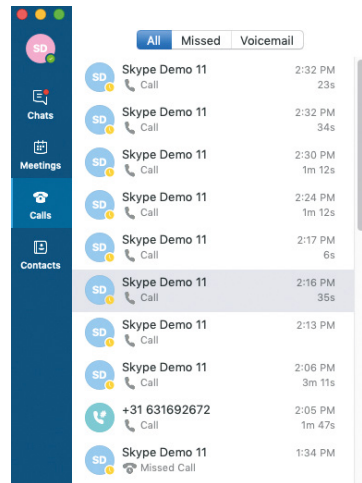 SD
Chats
Meetings
Calls
Contacts
All Missed Voicemail
SD Skype Demo 11 2:32 PM
Call 23s
SD Skype Demo 11 2:32 PM
Call 34s
SD Skype Demo 11 2:30 PM
Call 1m 12s
SD Skype Demo 11 2:24 PM
Call 1m 12s
SD Skype Demo 11 2:17 PM
Call 6s
SD Skype Demo 11 2:16 PM
Call 35s
SD Skype Demo 11 2:13 PM
Call
SD Skype Demo 11 2:06 PM
Call 3m 11s
+31 631692672 2:05 PM
Call 1m 47s
SD Skype Demo 11 1:34 PM
Missed Call